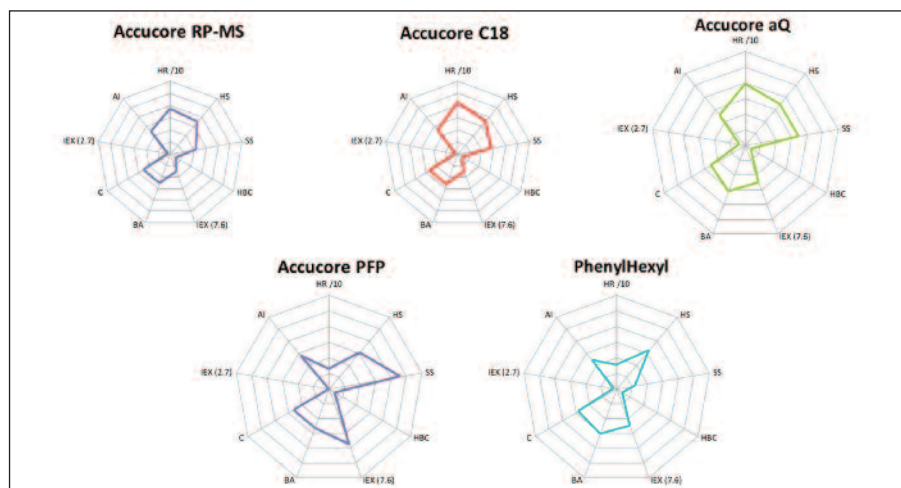 Accucore RP-MS
HR /10
HS
SS
HBC
IEX (7.6)
BA
C
IEX (2.7)
AI
Accucore C18
HR /10
HS
SS
HBC
IEX (7.6)
BA
C
IEX (2.7)
AI
Accucore aQ
HR /10
HS
SS
HBC
IEX (7.6)
BA
C
IEX (2.7)
AI
Accucore PFP
HR /10
HS
SS
HBC
IEX (7.6)
BA
C
IEX (2.7)
AI
PhenylHexyl
HR /10
HS
SS
HBC
IEX (7.6)
BA
C
IEX (2.7)
AI